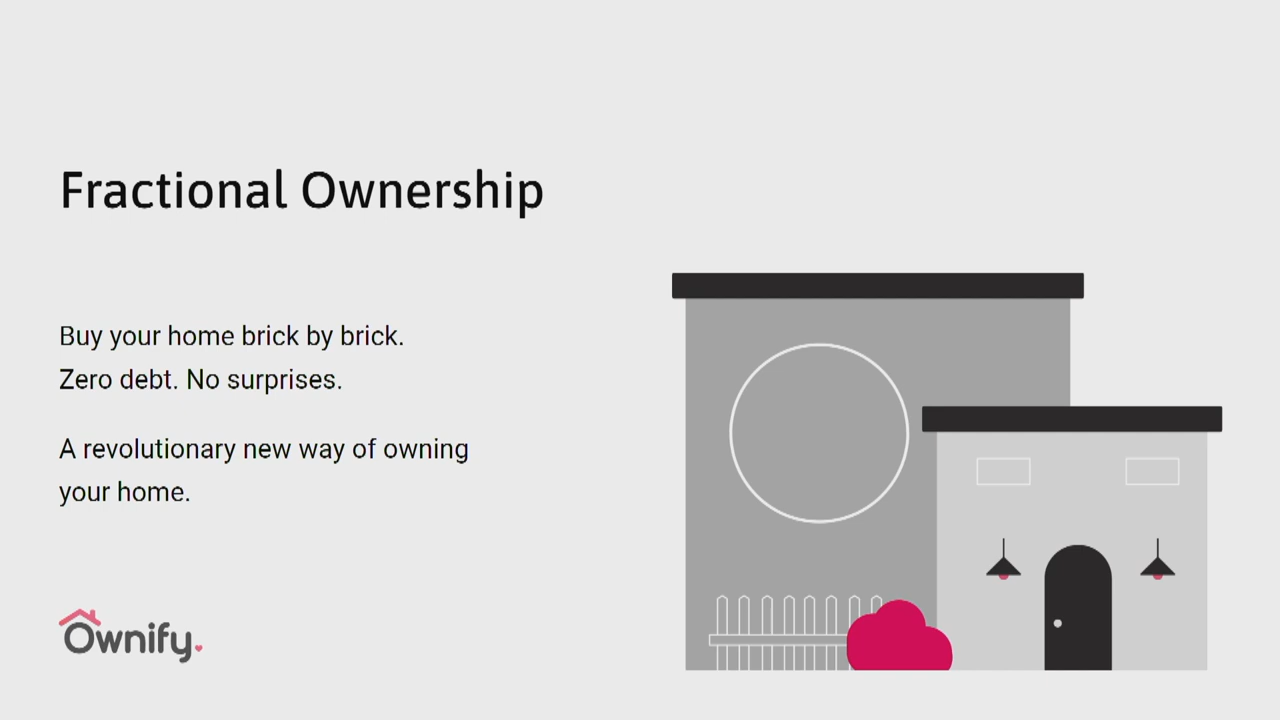 Fractional Ownership
Buy your home brick by brick.
Zero debt. No surprises.
A revolutionary new way of owning
your home.
Ownify